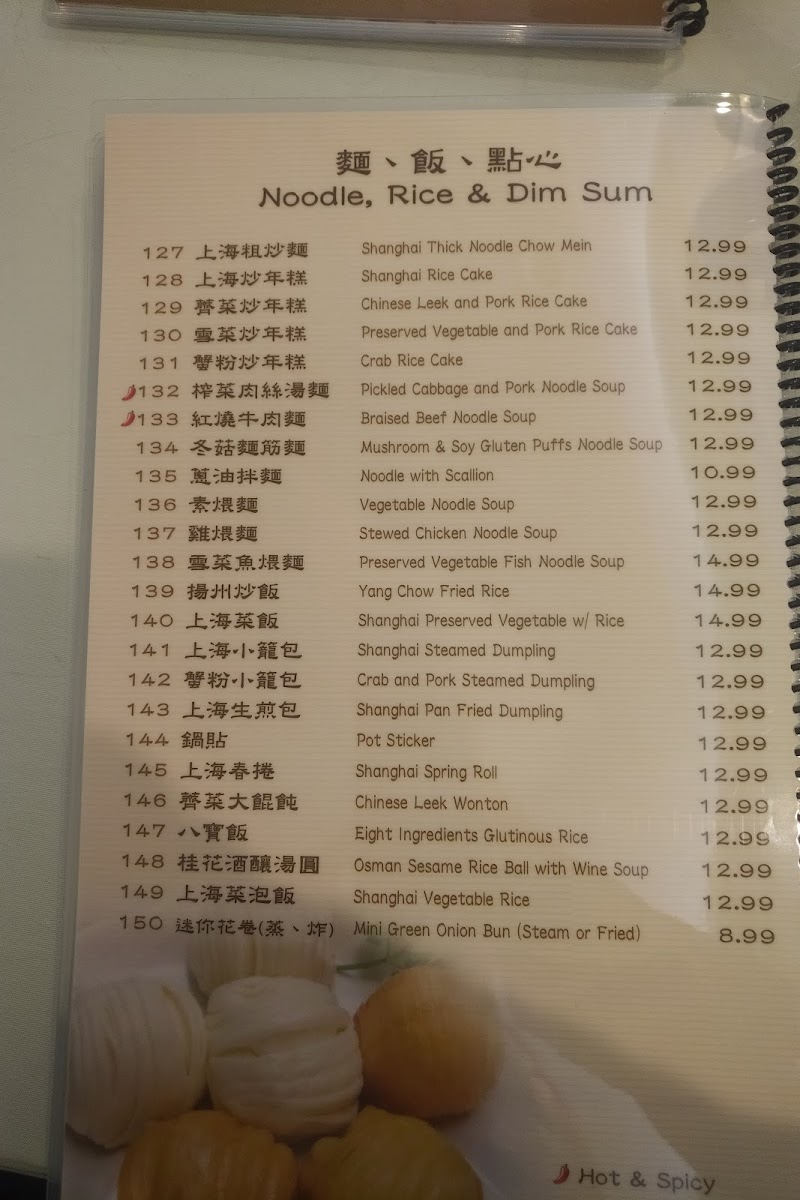 麵、飯、點心
Noodle, Rice & Dim Sum
127 上海粗炒麵 Shanghai Thick Noodle Chow Mein 12.99
128 上海炒年糕 Shanghai Rice Cake 12.99
129 薺菜炒年糕 Chinese Leek and Pork Rice Cake 12.99
130 雪菜炒年糕 Preserved Vegetable and Pork Rice Cake 12.99
131 蟹粉炒年糕 Crab Rice Cake 12.99
132 榨菜肉絲湯麵 Pickled Cabbage and Pork Noodle Soup 12.99
133 紅燒牛肉麵 Braised Beef Noodle Soup 12.99
134 冬菇麵筋麵 Mushroom & Soy Gluten Puffs Noodle Soup 12.99
135 蔥油拌麵 Noodle with Scallion 10.99
136 素煨麵 Vegetable Noodle Soup 12.99
137 雞煨麵 Stewed Chicken Noodle Soup 12.99
138 雪菜魚煨麵 Preserved Vegetable Fish Noodle Soup 14.99
139 揚州炒飯 Yang Chow Fried Rice 14.99
140 上海菜飯 Shanghai Preserved Vegetable w/ Rice 14.99
141 上海小籠包 Shanghai Steamed Dumpling 12.99
142 蟹粉小籠包 Crab and Pork Steamed Dumpling 12.99
143 上海生煎包 Shanghai Pan Fried Dumpling 12.99
144 鍋貼 Pot Sticker 12.99
145 上海春捲 Shanghai Spring Roll 12.99
146 薺菜大餛飩 Chinese Leek Wonton 12.99
147 八寶飯 Eight Ingredients Glutinous Rice 12.99
148 桂花酒釀湯圓 Osman Sesame Rice Ball with Wine Soup 12.99
149 上海菜泡飯 Shanghai Vegetable Rice 12.99
150 迷你花卷(蒸、炸) Mini Green Onion Bun (Steam or Fried) 8.99
Hot & Spicy